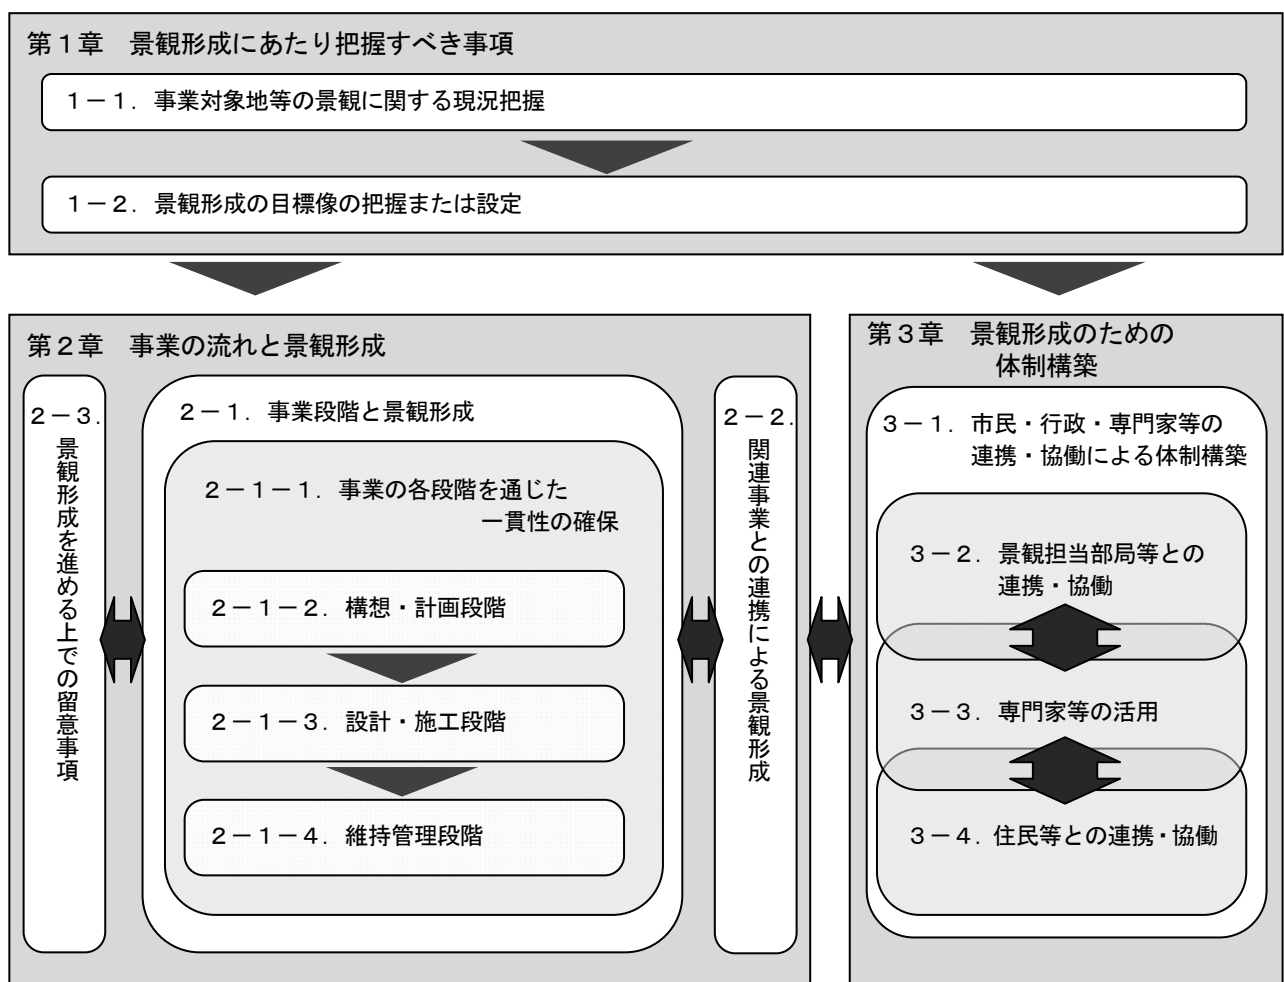 第１章　景観形成にあたり把握すべき事項
１－１．事業対象地等の景観に関する現況把握
１－２．景観形成の目標像の把握または設定
第２章　事業の流れと景観形成
２－３．
景観形成を進める上での留意事項
２－１．事業段階と景観形成
２－１－１．事業の各段階を通じた
一貫性の確保
２－１－２．構想・計画段階
２－１－３．設計・施工段階
２－１－４．維持管理段階
２－２．
関連事業との連携による景観形成
第３章　景観形成のための
体制構築
３－１．市民・行政・専門家等の
連携・協働による体制構築
３－２．景観担当部局等との
連携・協働
３－３．専門家等の活用
３－４．住民等との連携・協働